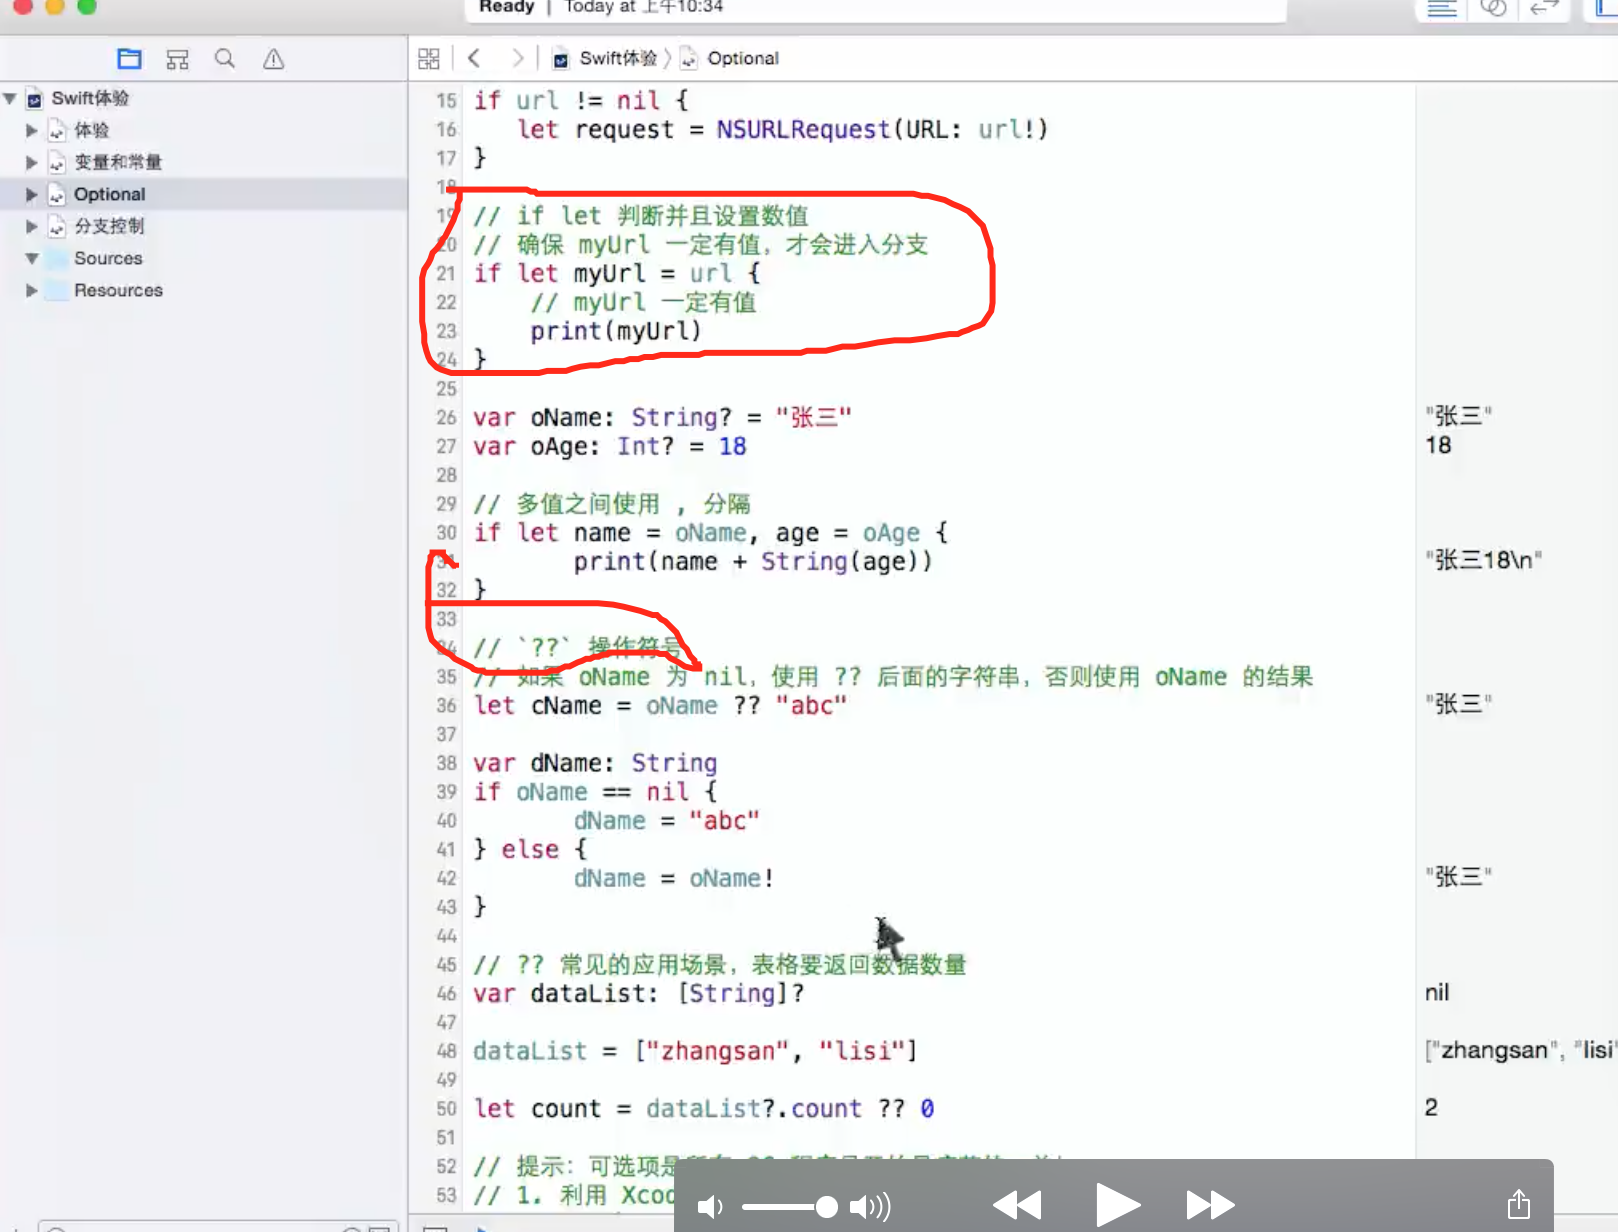 Ready | Today at 上午10:34
Swift体验 〉 Optional
Swift体验
体验
变量和常量
Optional
分支控制
Sources
Resources
15 if url != nil {
16 let request = NSURLRequest(URL: url!)
17 }
18
19 // if let 判断并且设置数值
20 // 确保 myUrl 一定有值，才会进入分支
21 if let myUrl = url {
22 // myUrl 一定有值
23 print(myUrl)
24 }
25
26 var oName: String? = "张三" "张三"
27 var oAge: Int? = 18 18
28
29 // 多值之间使用 , 分隔
30 if let name = oName, age = oAge {
31 print(name + String(age)) "张三18\n"
32 }
33
34 // `??` 操作符号
35 // 如果 oName 为 nil，使用 ?? 后面的字符串，否则使用 oName 的结果
36 let cName = oName ?? "abc" "张三"
37
38 var dName: String
39 if oName == nil {
40 dName = "abc"
41 } else {
42 dName = oName! "张三"
43 }
44
45 // ?? 常见的应用场景，表格要返回数据数量
46 var dataList: [String]? nil
47
48 dataList = ["zhangsan", "lisi"] ["zhangsan", "lisi"
49
50 let count = dataList?.count ?? 0 2
51
52 // 提示：可选项是
53 // 1. 利用 Xcod